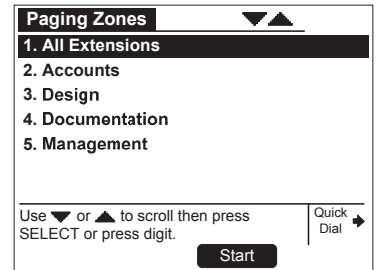 Paging Zones
1. All Extensions
2. Accounts
3. Design
4. Documentation
5. Management
Use ▼ or ▲ to scroll then press
SELECT or press digit.
Quick
Dial
Start